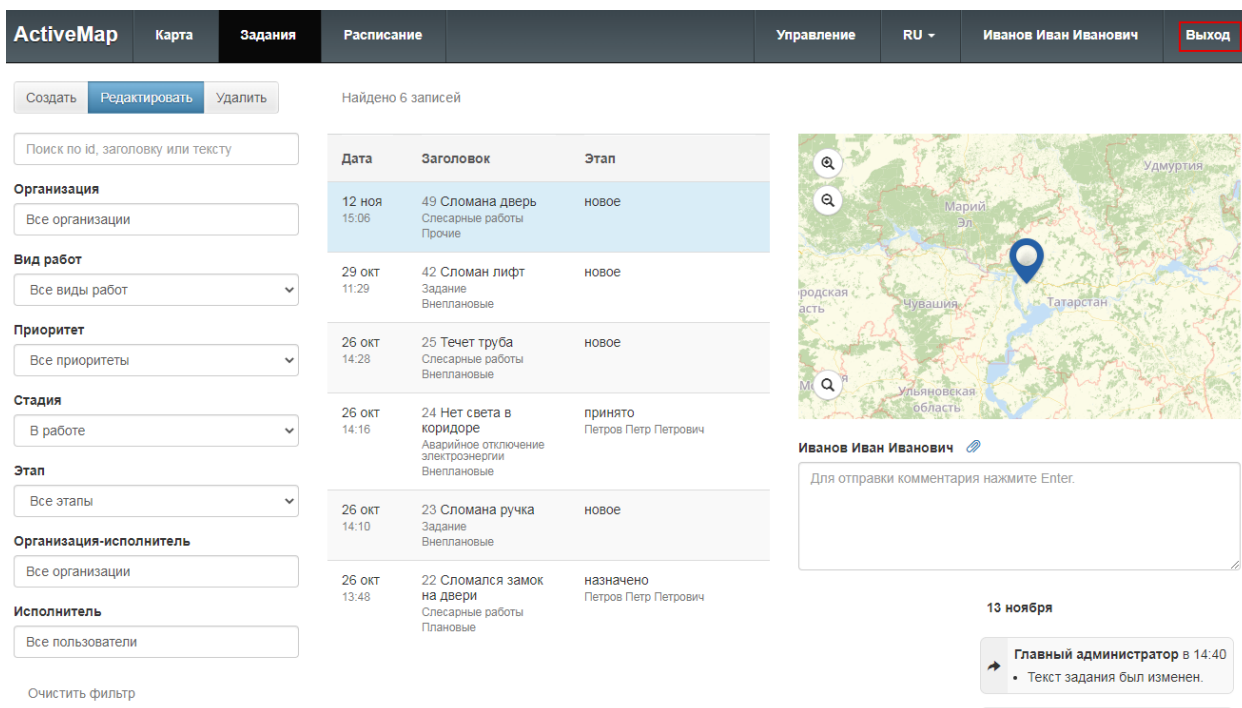 ActiveMap Карта Задания Расписание Управление RU Иванов Иван Иванович Выход
Создать Редактировать Удалить
Найдено 6 записей
Поиск по id, заголовку или тексту
Организация
Все организации
Вид работ
Все виды работ
Приоритет
Все приоритеты
Стадия
В работе
Этап
Все этапы
Организация-исполнитель
Все организации
Исполнитель
Все пользователи
Очистить фильтр
Дата Заголовок Этап
12 ноя 49 Сломана дверь новое
15:06 Слесарные работы
Прочие
29 окт 42 Сломан лифт новое
11:29 Задание
Внеплановые
26 окт 25 Течет труба новое
14:28 Слесарные работы
Внеплановые
26 окт 24 Нет света в принято
14:16 коридоре Петров Петр Петрович
Аварийное отключение
электроэнергии
Внеплановые
26 окт 23 Сломана ручка новое
14:10 Задание
Внеплановые
26 окт 22 Сломался замок назначено
13:48 на двери Петров Петр Петрович
Слесарные работы
Плановые
Удмуртия
Марий
Эл
родская
асть
Чувашия
Татарстан
Ульяновская
область
Иванов Иван Иванович
Для отправки комментария нажмите Enter.
13 ноября
Главный администратор в 14:40
• Текст задания был изменен.